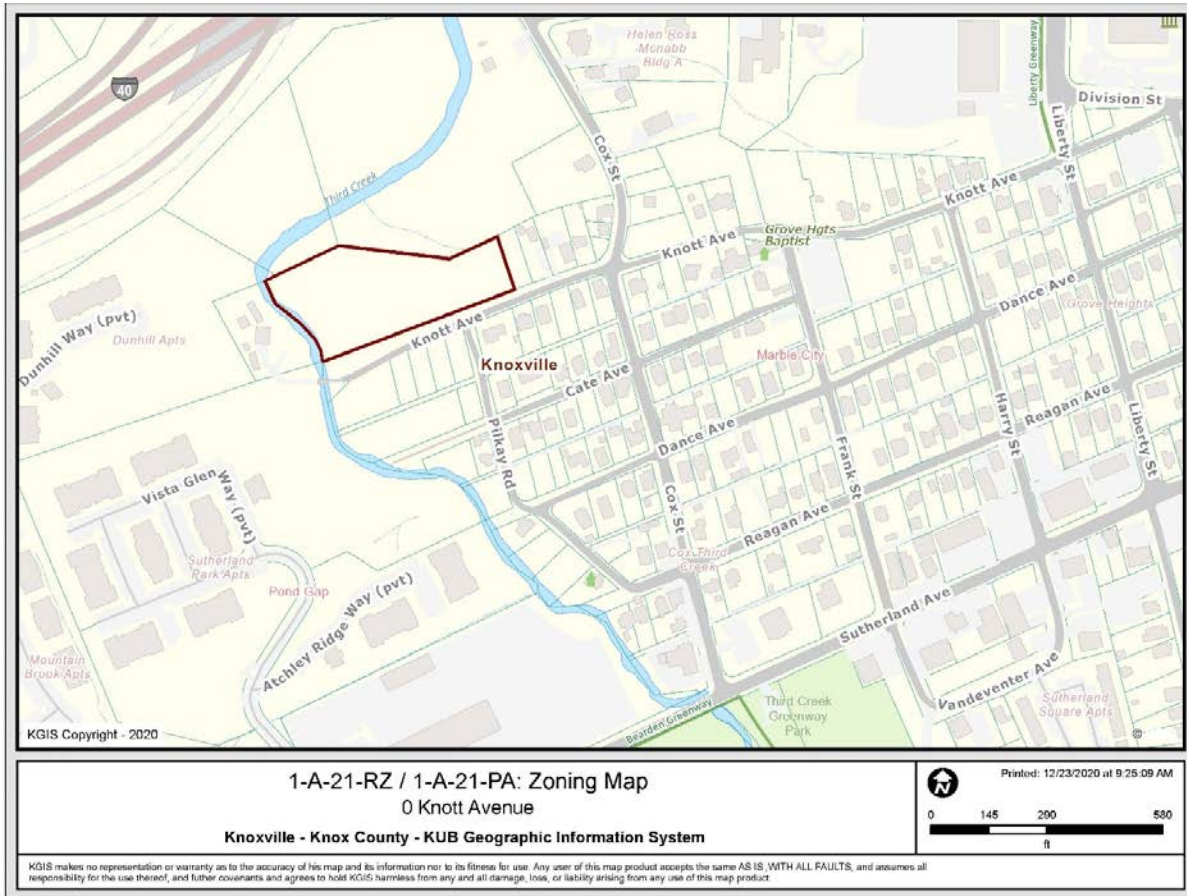 Helen Ross
Mcnabb
Bldg A
40
Liberty Greenway
Division St
Liberty St
Cox St
Third Creek
Knott Ave
Grove Hgts
Baptist
Knott Ave
Dance Ave
Grove Heights
Dunhill Way (pvt)
Dunhill Apts
Knott Ave
Knoxville
Cate Ave
Marble City
Pilkay Rd
Dance Ave
Harry St
Reagan Ave
Liberty St
Frank St
Vista Glen
Way (pvt)
Cox St
Reagan Ave
Sutherland
Park Apts
Cox Third
Creek
Pond Gap
Atchley Ridge Way (pvt)
Sutherland Ave
Mountain
Brook Apts
Vandeventer Ave
Third Creek
Greenway
Park
Sutherland
Square Apts
Bearden Greenway
KGIS Copyright - 2020
©
1-A-21-RZ / 1-A-21-PA: Zoning Map
0 Knott Avenue
Knoxville - Knox County - KUB Geographic Information System
N
Printed: 12/23/2020 at 9:25:09 AM
0 145 290 580
ft
KGIS makes no representation or warranty as to the accuracy of his map and its information nor to its fitness for use. Any user of this map product accepts the same AS IS ,WITH ALL FAULTS, and assumes all
responsibility for the use thereof, and futher covenants and agrees to hold KGIS harmless from any and all damage, loss, or liability arising from any use of this map product.